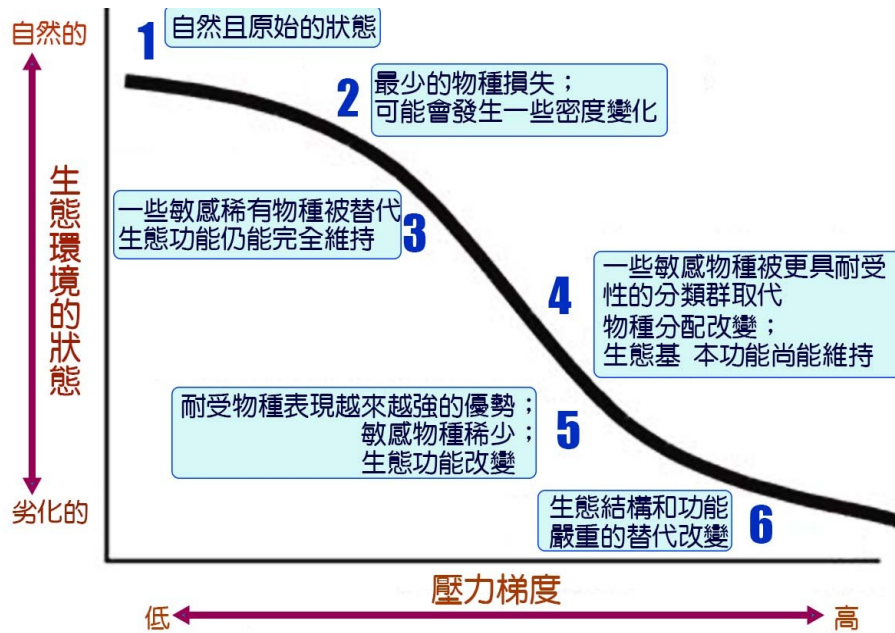 自然的
1
自然且原始的狀態
2
最少的物種損失；
可能會發生一些密度變化
生態環境的狀態
一些敏感稀有物種被替代
生態功能仍能完全維持
3
4
一些敏感物種被更具耐受
性的分類群取代
物種分配改變；
生態基 本功能尚能維持
耐受物種表現越來越強的優勢；
敏感物種稀少；
生態功能改變
5
劣化的
生態結構和功能
嚴重的替代改變
6
壓力梯度
低
高